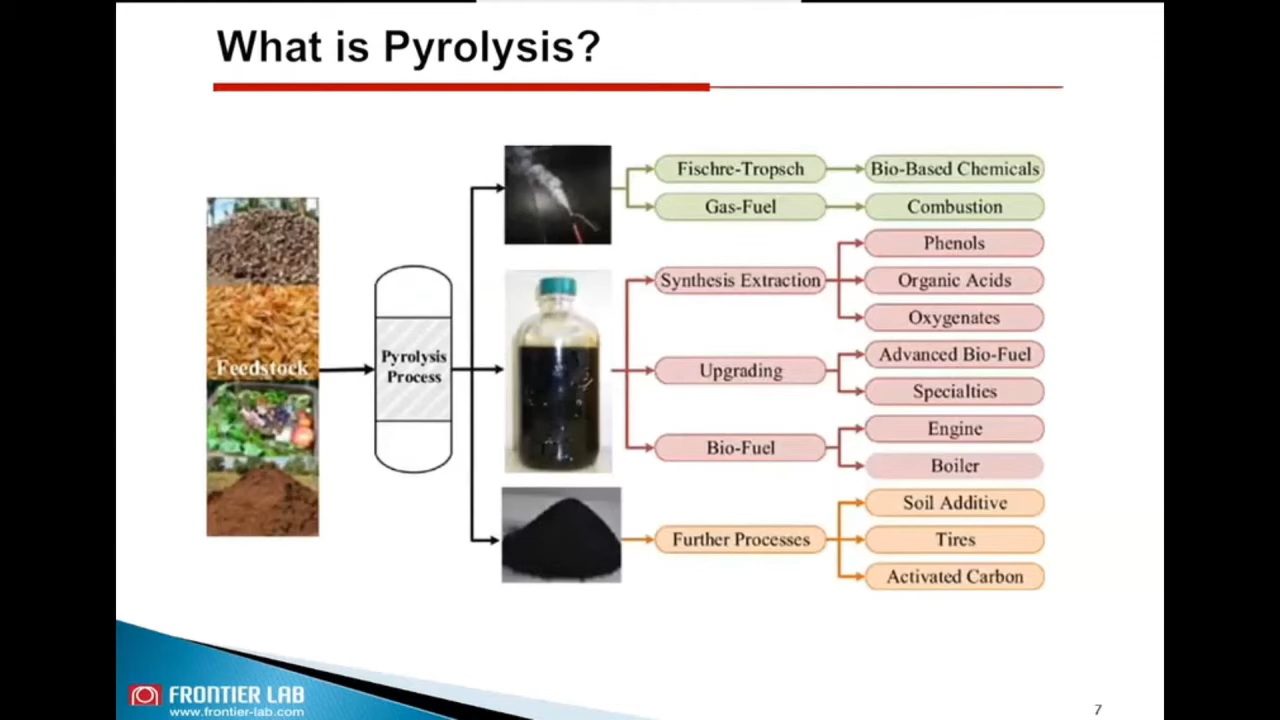 What is Pyrolysis?
Feedstock
Pyrolysis
Process
Fischre-Tropsch
Bio-Based Chemicals
Gas-Fuel
Combustion
Synthesis Extraction
Phenols
Organic Acids
Oxygenates
Upgrading
Advanced Bio-Fuel
Specialties
Bio-Fuel
Engine
Boiler
Further Processes
Soil Additive
Tires
Activated Carbon
FRONTIER LAB
www.frontier-lab.com
7